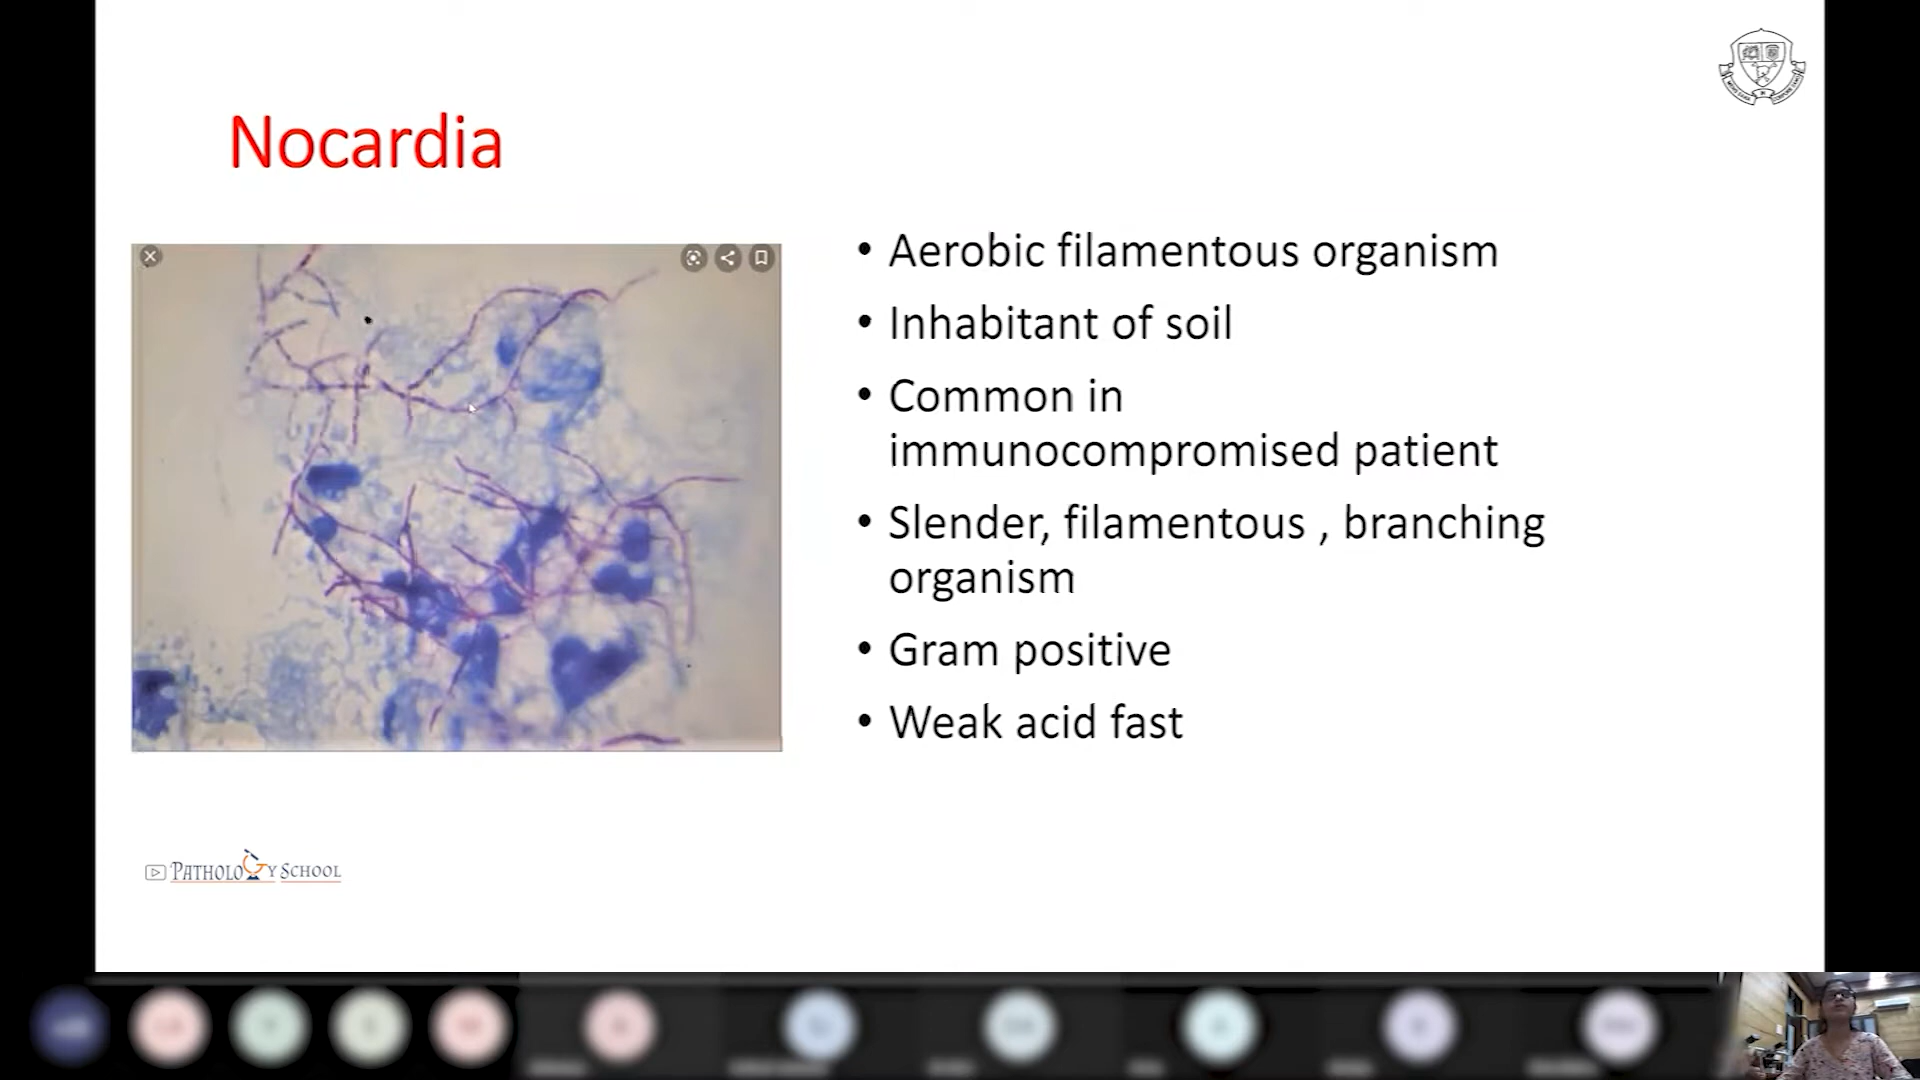 Nocardia
• Aerobic filamentous organism
• Inhabitant of soil
• Common in
immunocompromised patient
• Slender, filamentous , branching
organism
• Gram positive
• Weak acid fast
PATHOLOGY SCHOOL